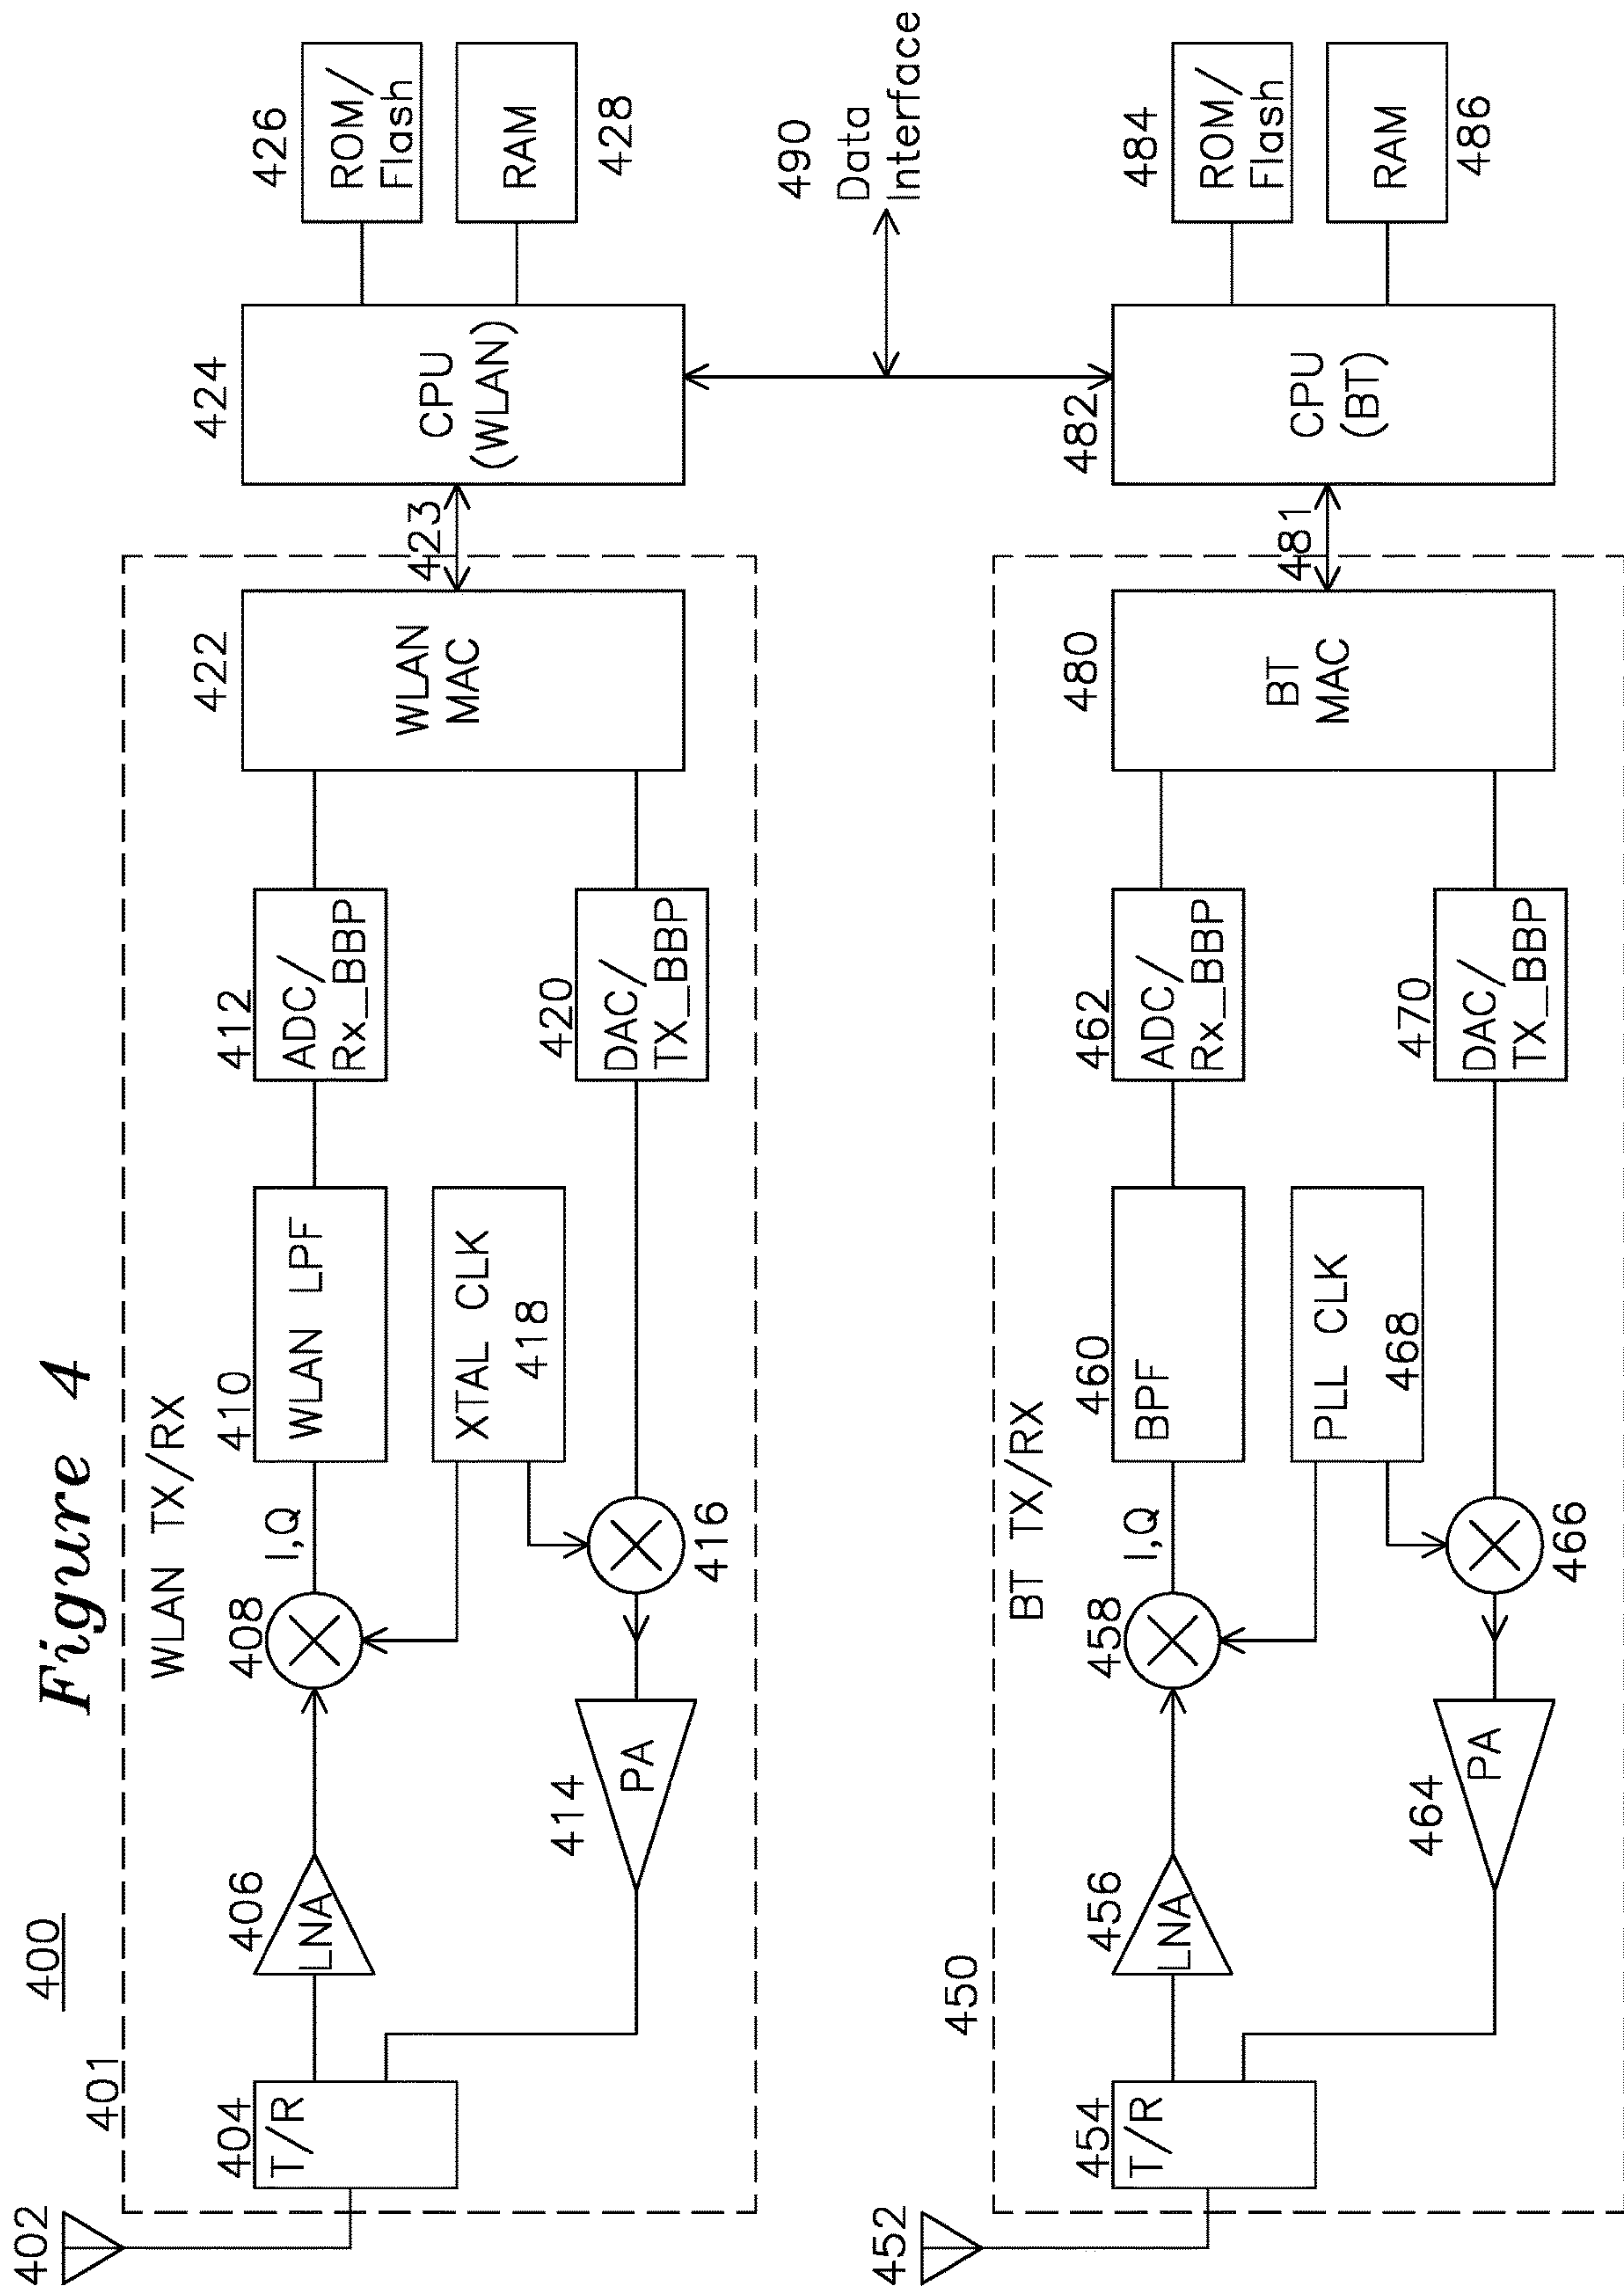 Figure 4
400
402
401
WLAN TX/RX
404
T/R
406
LNA
408
I,Q
410
WLAN LPF
412
ADC/
Rx_BBP
422
WLAN
MAC
423
424
CPU
(WLAN)
426
ROM/
Flash
RAM
428
XTAL CLK
418
414
PA
416
420
DAC/
TX_BBP
490
Data
Interface
452
450
BT TX/RX
454
T/R
456
LNA
458
I,Q
460
BPF
462
ADC/
Rx_BBP
480
BT
MAC
481
482
CPU
(BT)
484
ROM/
Flash
RAM
486
PLL CLK
468
464
PA
466
470
DAC/
TX_BBP